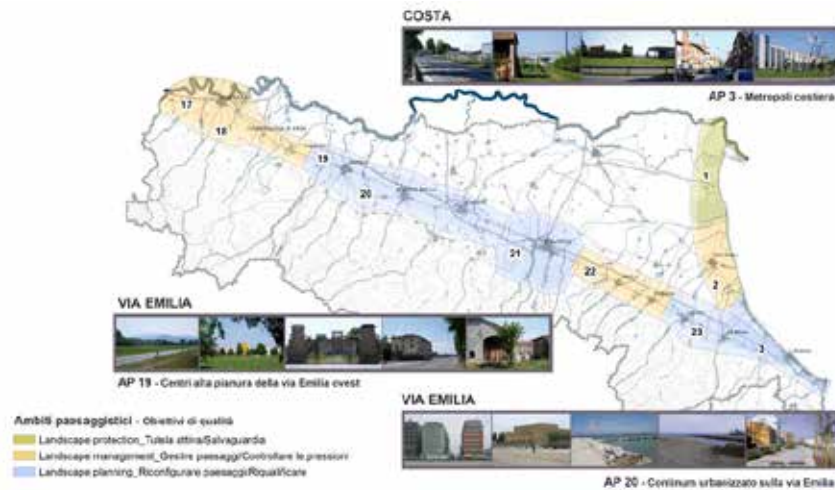 COSTA
AP 3 - Metropoli costiera
17
18
19
20
21
22
23
1
2
3
VIA EMILIA
AP 19 - Centri alta pianura della via Emilia ovest
VIA EMILIA
AP 20 - Continum urbanizzato sulla via Emilia
Ambiti paesaggistici - Obiettivi di qualità
Landscape protection_Tutela attiva/Salvaguardia
Landscape management_Gestire paesaggi/Controllare le pressioni
Landscape planning_Riconfigurare paesaggi/Riqualificare